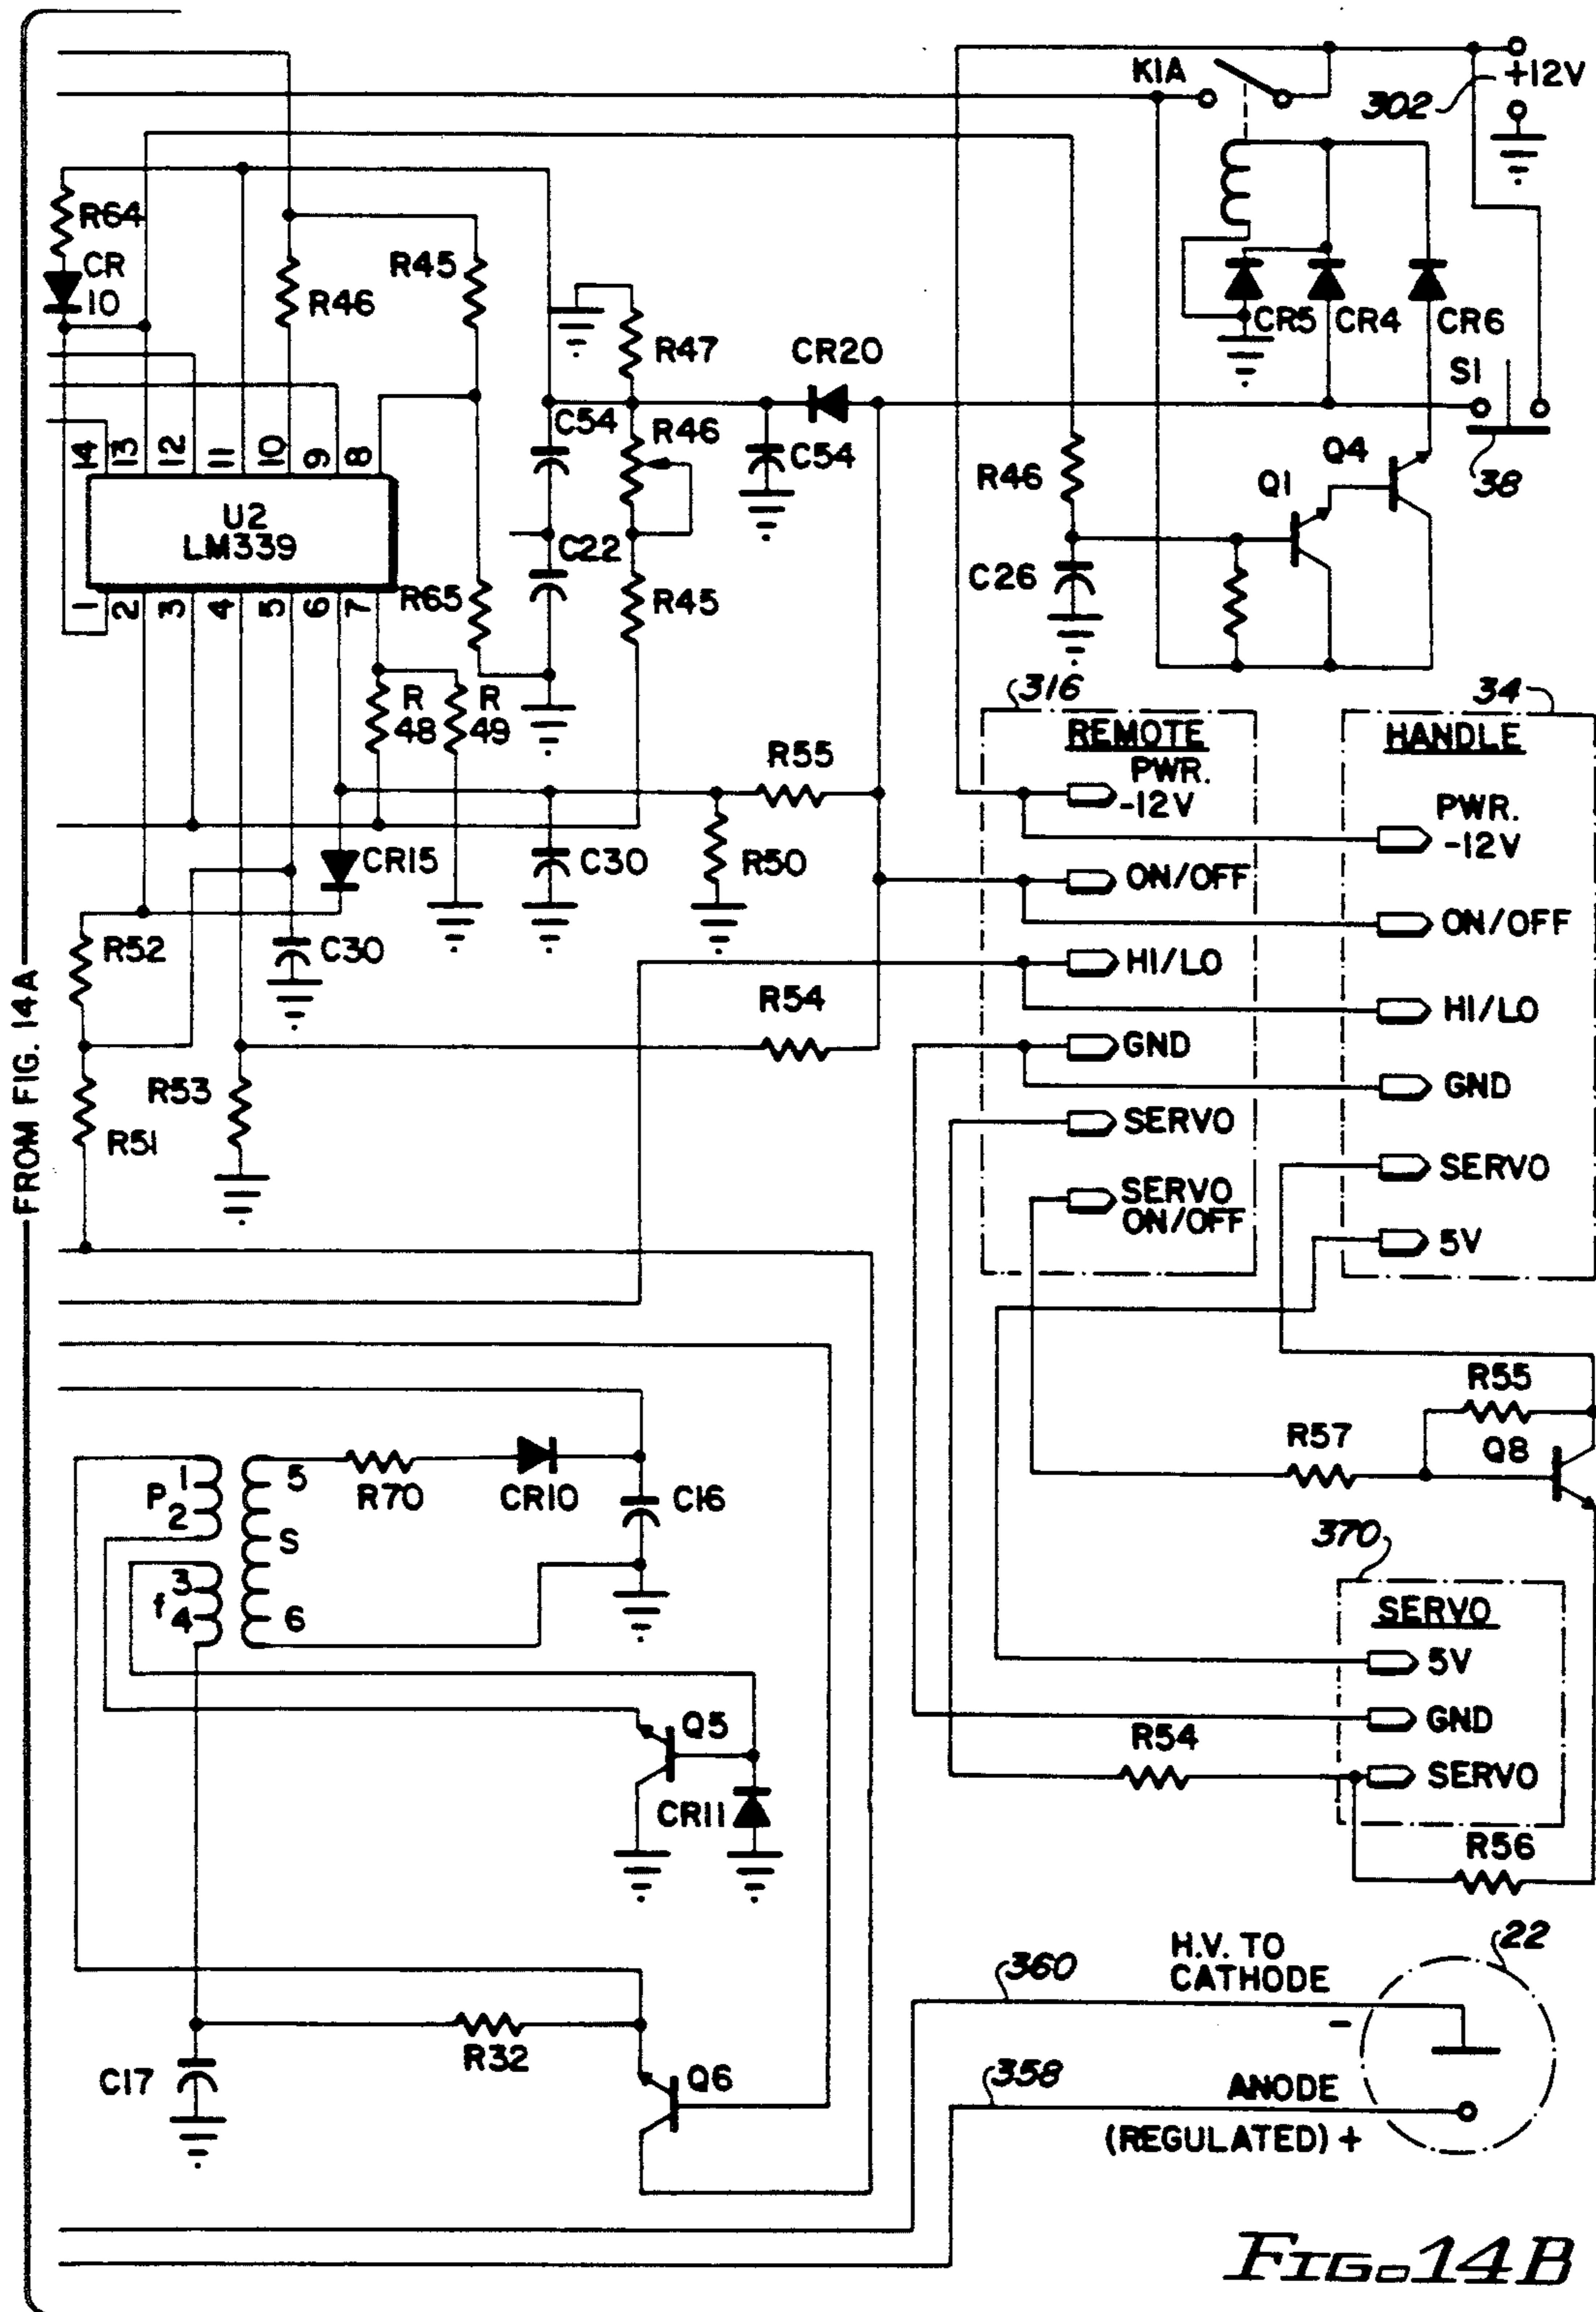 K1A
302
+12V
R64
CR
10
R46
R45
R47
CR20
CR5
CR4
CR6
S1
38
C54
R46
C54
R46
Q4
Q1
14
13
12
11
10
9
8
U2
LM339
1
2
3
4
5
6
7
R65
C22
R45
C26
R
48
R
49
R55
316
REMOTE
PWR.
-12V
ON/OFF
HI/LO
GND
SERVO
SERVO
ON/OFF
34
HANDLE
PWR.
-12V
ON/OFF
HI/LO
GND
SERVO
5V
CR15
C30
R50
R52
C30
R54
R53
R51
FROM FIG. 14A
R55
R57
Q8
P
1
2
3
f
4
5
S
6
R70
CR10
C16
370
SERVO
5V
GND
SERVO
R54
R56
Q5
CR11
C17
R32
Q6
360
H.V. TO
CATHODE
-
22
358
ANODE
(REGULATED) +
FIG. 14B